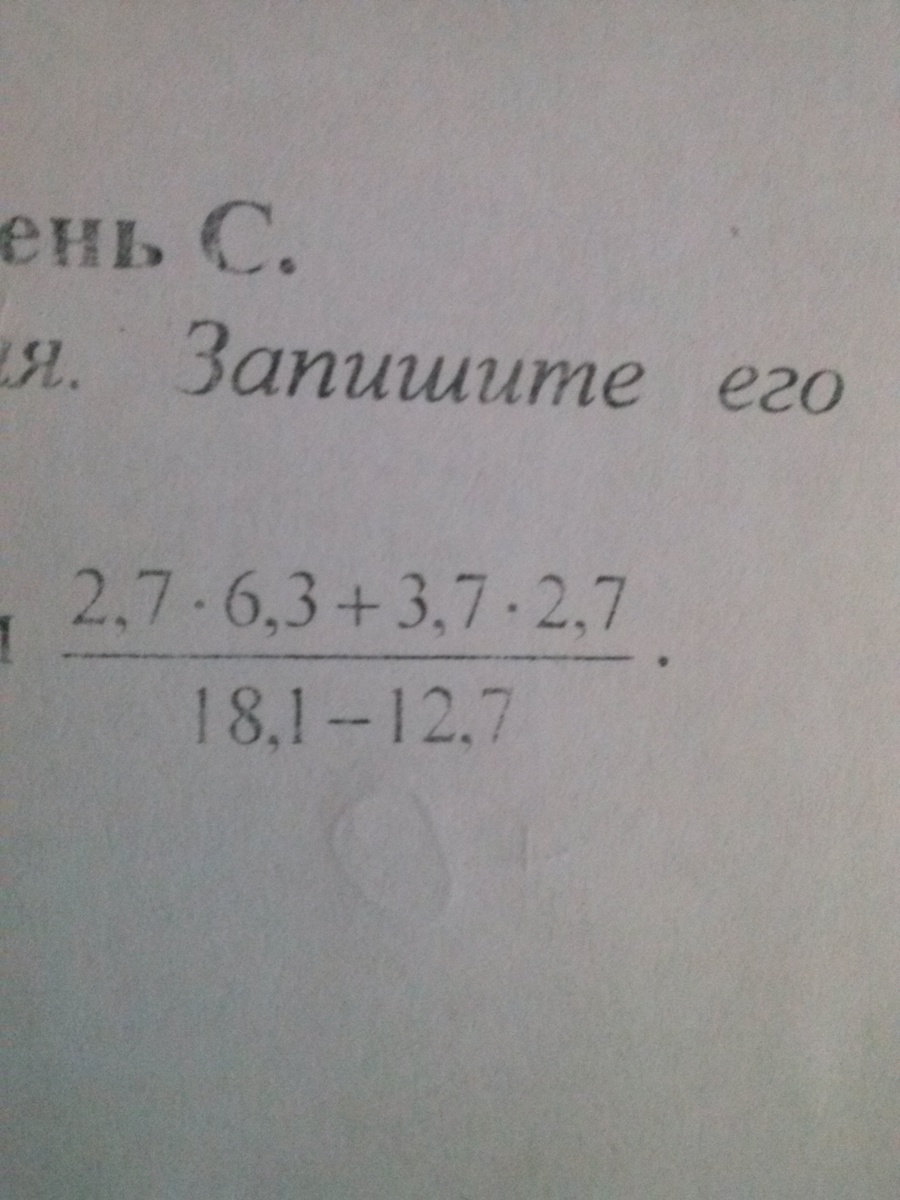 ень С.
ия. Запишите его
2,7 · 6,3 + 3,7 · 2,7
18,1 – 12,7 .